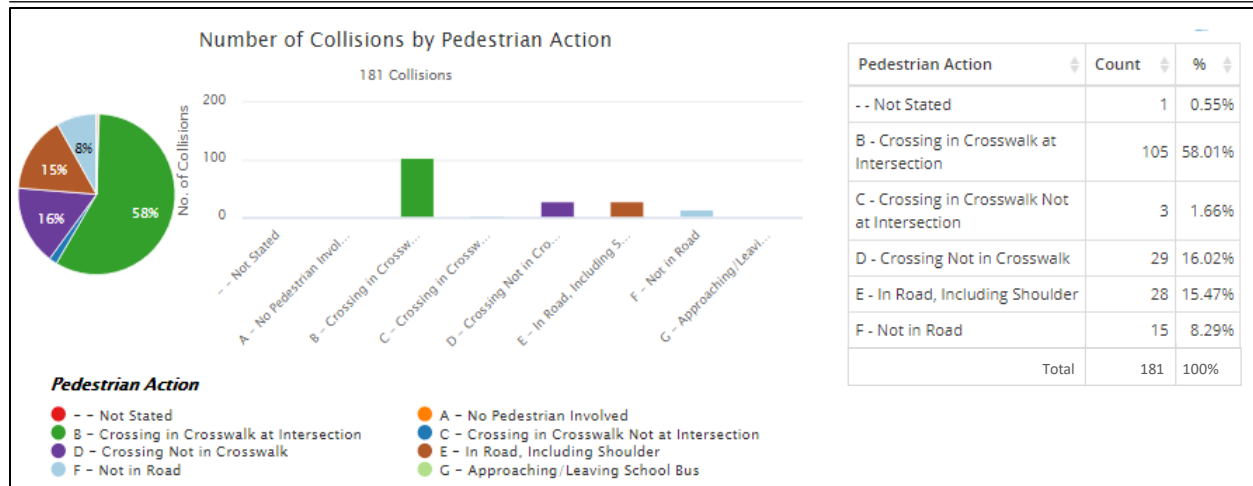 Number of Collisions by Pedestrian Action
181 Collisions
No. of Collisions
200
100
0
8%
15%
16%
58%
- - Not Stated
A - No Pedestrian Invol...
B - Crossing in Crossw...
C - Crossing in Crossw...
D - Crossing Not in Cro...
E - In Road, Including S...
F - Not in Road
G - Approaching/Leavi...
Pedestrian Action
- - Not Stated
A - No Pedestrian Involved
B - Crossing in Crosswalk at Intersection
C - Crossing in Crosswalk Not at Intersection
D - Crossing Not in Crosswalk
E - In Road, Including Shoulder
F - Not in Road
G - Approaching/Leaving School Bus
Pedestrian Action Count %
- - Not Stated 1 0.55%
B - Crossing in Crosswalk at
Intersection 105 58.01%
C - Crossing in Crosswalk Not
at Intersection 3 1.66%
D - Crossing Not in Crosswalk 29 16.02%
E - In Road, Including Shoulder 28 15.47%
F - Not in Road 15 8.29%
Total 181 100%